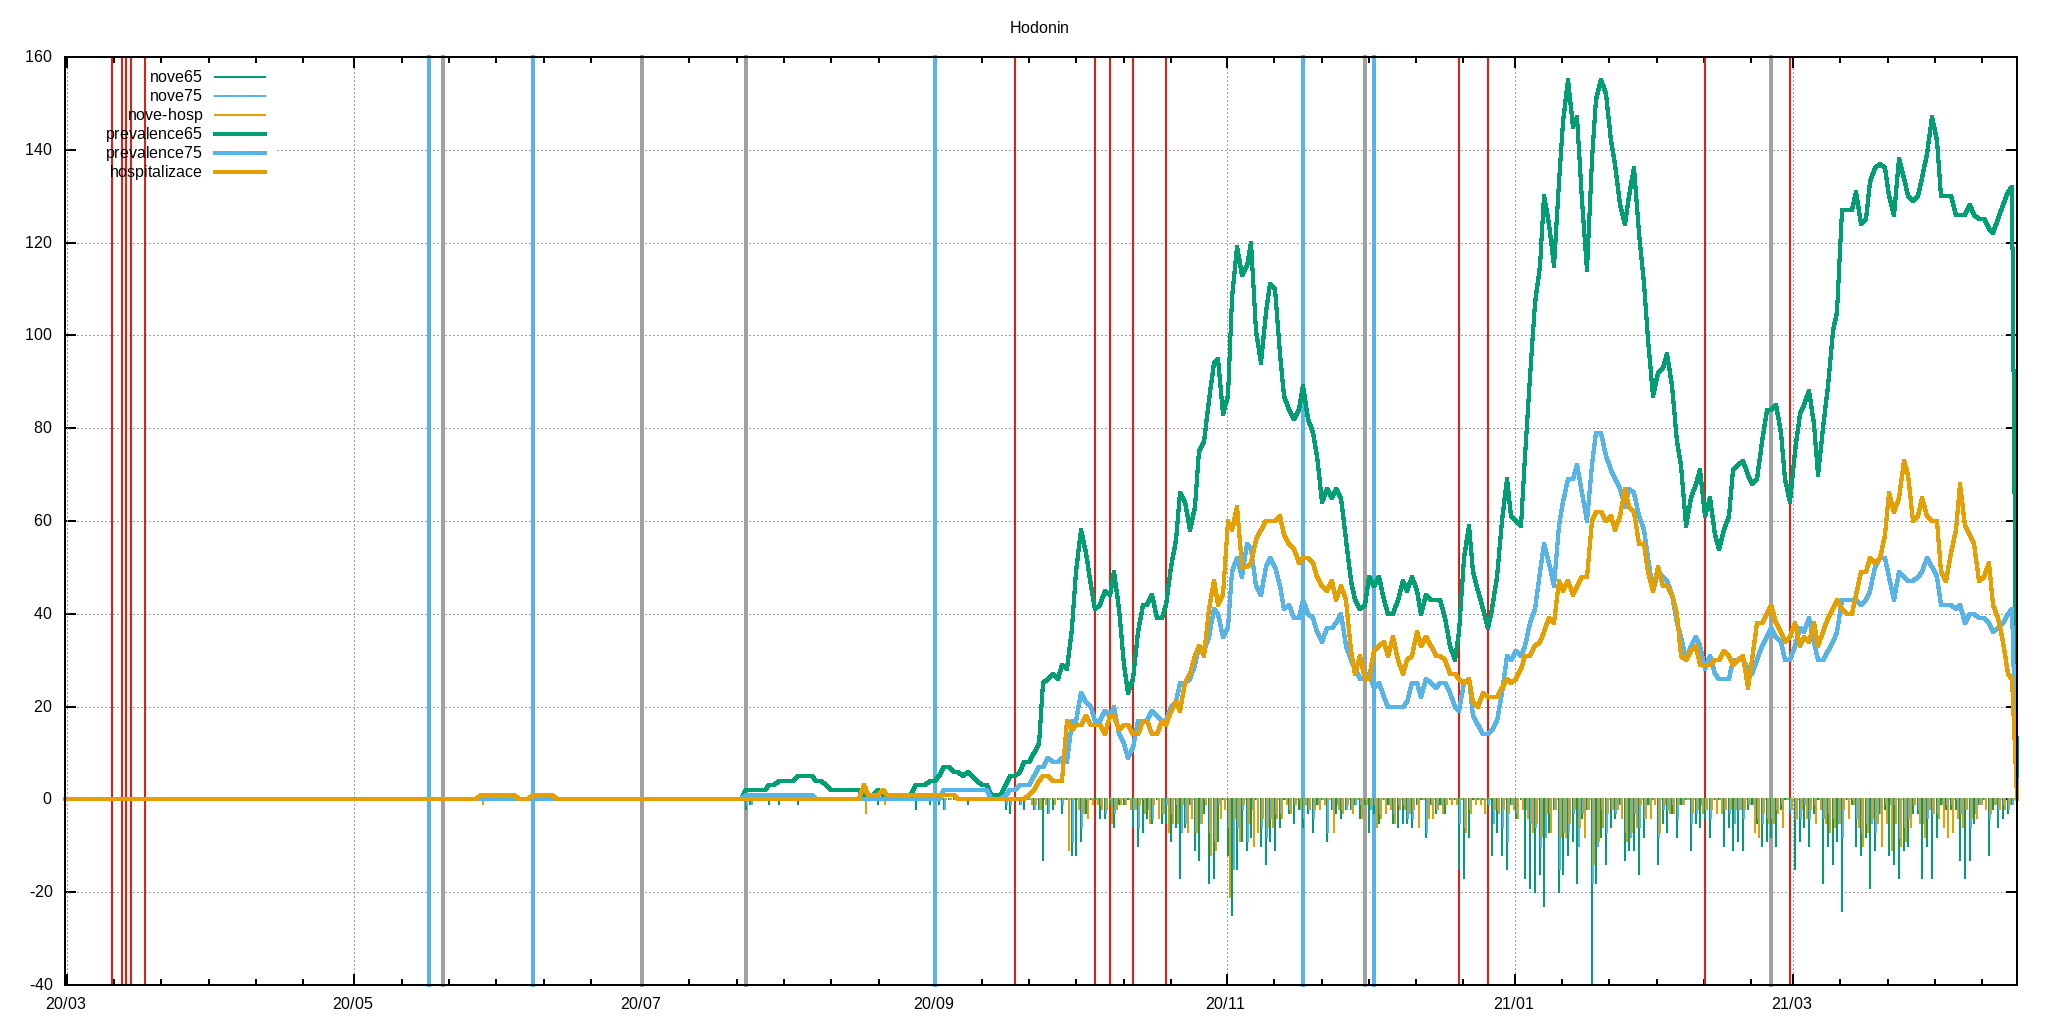 Hodonin
160
140
120
100
80
60
40
20
0
-20
-40
nove65
nove75
nove-hosp
prevalence65
prevalence75
hospitalizace
20/03 20/05 20/07 20/09 20/11 21/01 21/03